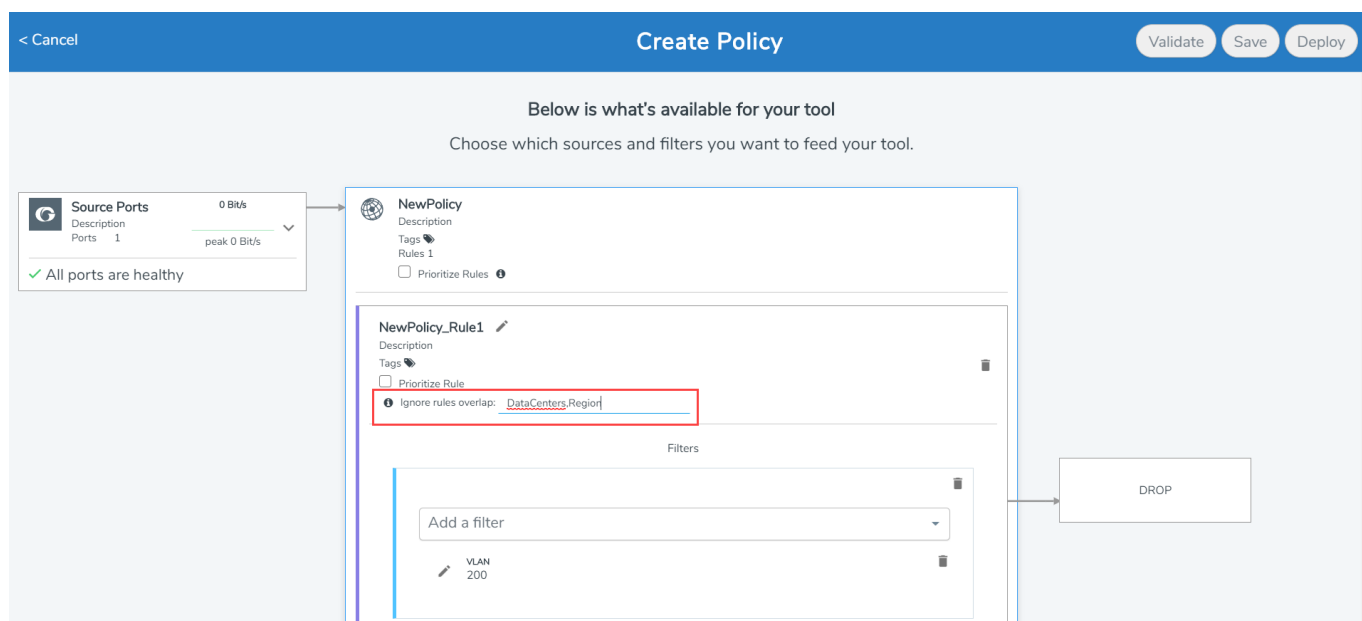 < Cancel
Create Policy
Validate
Save
Deploy
Below is what's available for your tool
Choose which sources and filters you want to feed your tool.
Source Ports
0 Bit/s
Description
Ports 1
peak 0 Bit/s
All ports are healthy
NewPolicy
Description
Tags
Rules 1
Prioritize Rules
NewPolicy_Rule1
Description
Tags
Prioritize Rule
Ignore rules overlap: DataCenters,Region
Filters
Add a filter
VLAN
200
DROP